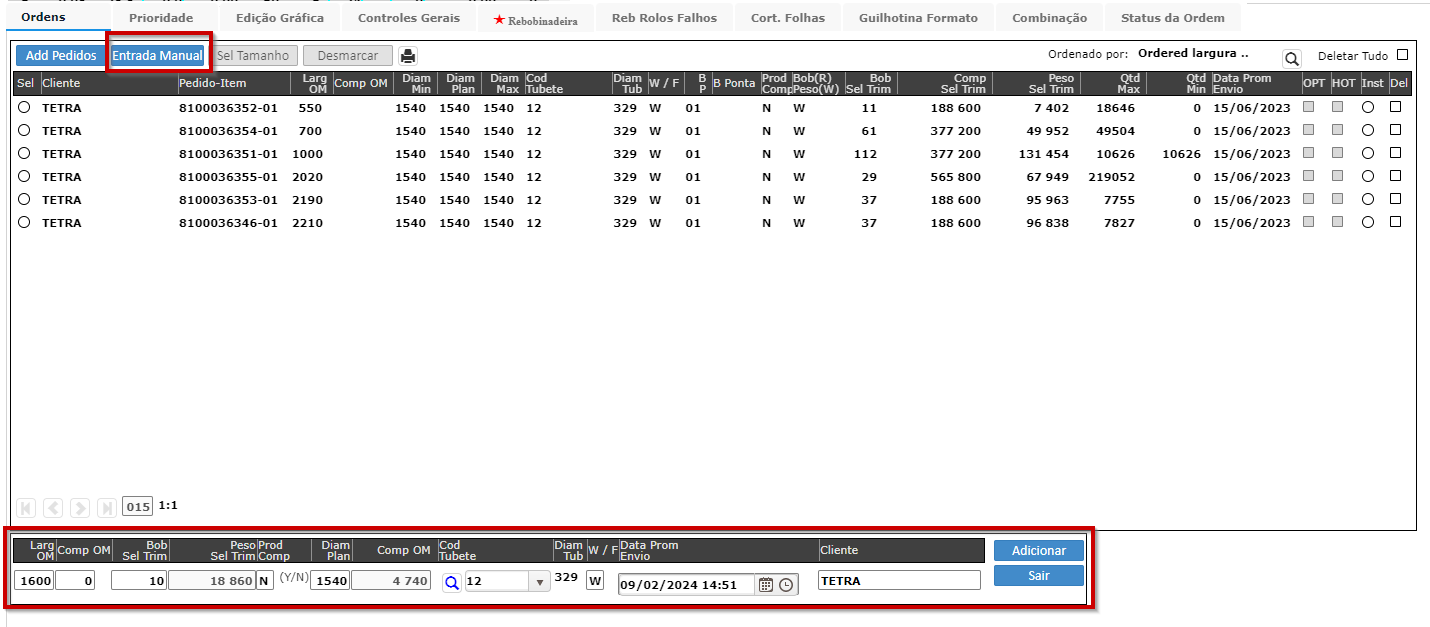 Ordens Prioridade Edição Gráfica Controles Gerais ★ Rebobinadeira Reb Rolos Falhos Cort. Folhas Guilhotina Formato Combinação Status da Ordem
Add Pedidos Entrada Manual Sel Tamanho Desmarcar Ordenado por: Ordered largura .. Deletar Tudo
Sel Cliente Pedido-Item Larg OM Comp OM Diam Min Diam Plan Diam Max Cod Tubete Diam Tub W / F B P B Ponta Prod Comp Bob(R) Peso(W) Bob Sel Trim Comp Sel Trim Peso Sel Trim Qtd Max Qtd Min Data Prom Envio OPT HOT Inst Del
TETRA 8100036352-01 550 1540 1540 1540 12 329 W 01 N W 11 188 600 7 402 18646 0 15/06/2023
TETRA 8100036354-01 700 1540 1540 1540 12 329 W 01 N W 61 377 200 49 952 49504 0 15/06/2023
TETRA 8100036351-01 1000 1540 1540 1540 12 329 W 01 N W 112 377 200 131 454 10626 10626 15/06/2023
TETRA 8100036355-01 2020 1540 1540 1540 12 329 W 01 N W 29 565 800 67 949 219052 0 15/06/2023
TETRA 8100036353-01 2190 1540 1540 1540 12 329 W 01 N W 37 188 600 95 963 7755 0 15/06/2023
TETRA 8100036346-01 2210 1540 1540 1540 12 329 W 01 N W 37 188 600 96 838 7827 0 15/06/2023
015 1:1
Larg OM Comp OM Bob Sel Trim Peso Sel Trim Prod Comp Diam Plan Comp OM Cod Tubete Diam Tub W / F Data Prom Envio Cliente Adicionar
1600 0 10 18 860 N (Y/N) 1540 4 740 12 329 W 09/02/2024 14:51 TETRA Sair